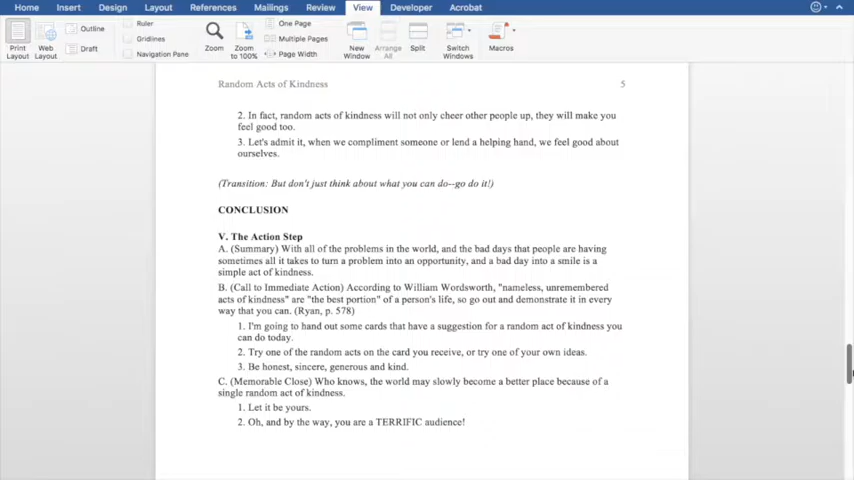 Home Insert Design Layout References Mailings Review View Developer Acrobat
Print Layout
Web Layout
Outline
Draft
Ruler
Gridlines
Navigation Pane
Zoom
Zoom to 100%
One Page
Multiple Pages
Page Width
New Window
Arrange All
Split
Switch Windows
Macros
Random Acts of Kindness 5
2. In fact, random acts of kindness will not only cheer other people up, they will make you
feel good too.
3. Let's admit it, when we compliment someone or lend a helping hand, we feel good about
ourselves.
(Transition: But don't just think about what you can do--go do it!)
CONCLUSION
V. The Action Step
A. (Summary) With all of the problems in the world, and the bad days that people are having
sometimes all it takes to turn a problem into an opportunity, and a bad day into a smile is a
simple act of kindness.
B. (Call to Immediate Action) According to William Wordsworth, "nameless, unremembered
acts of kindness" are "the best portion" of a person's life, so go out and demonstrate it in every
way that you can. (Ryan, p. 578)
1. I'm going to hand out some cards that have a suggestion for a random act of kindness you
can do today.
2. Try one of the random acts on the card you receive, or try one of your own ideas.
3. Be honest, sincere, generous and kind.
C. (Memorable Close) Who knows, the world may slowly become a better place because of a
single random act of kindness.
1. Let it be yours.
2. Oh, and by the way, you are a TERRIFIC audience!